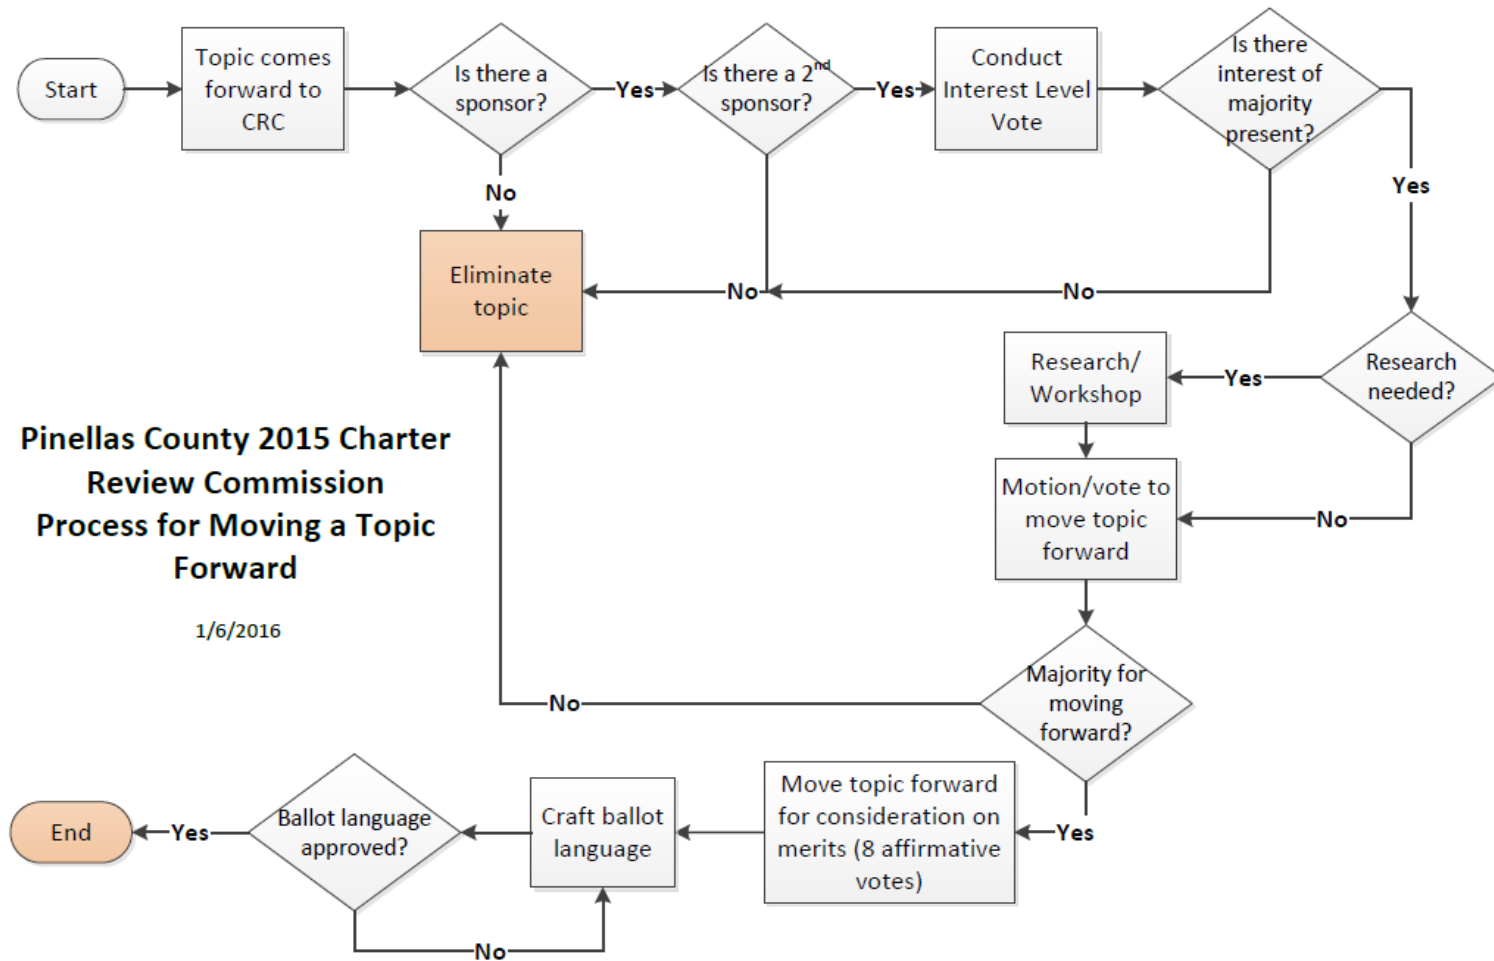 Start
Topic comes
forward to
CRC
Is there a
sponsor?
Yes
Is there a 2nd
sponsor?
Yes
Conduct
Interest Level
Vote
Is there
interest of
majority
present?
Yes
No
Eliminate
topic
No
No
Research
needed?
Yes
Research/
Workshop
No
Motion/vote to
move topic
forward
Pinellas County 2015 Charter
Review Commission
Process for Moving a Topic
Forward
1/6/2016
Majority for
moving
forward?
No
Yes
Move topic forward
for consideration on
merits (8 affirmative
votes)
Craft ballot
language
Ballot language
approved?
Yes
End
No